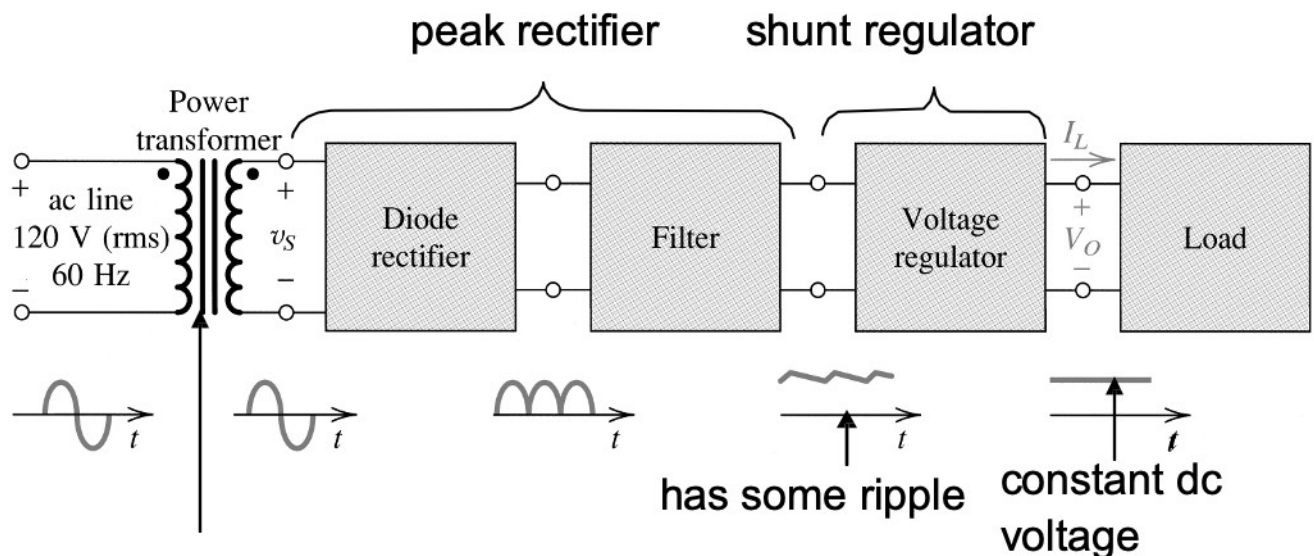 peak rectifier
shunt regulator
Power
transformer
+
ac line
120 V (rms)
60 Hz
−
+
v_S
−
Diode
rectifier
Filter
Voltage
regulator
I_L
+
V_O
−
Load
t
t
t
t
t
has some ripple
constant dc
voltage